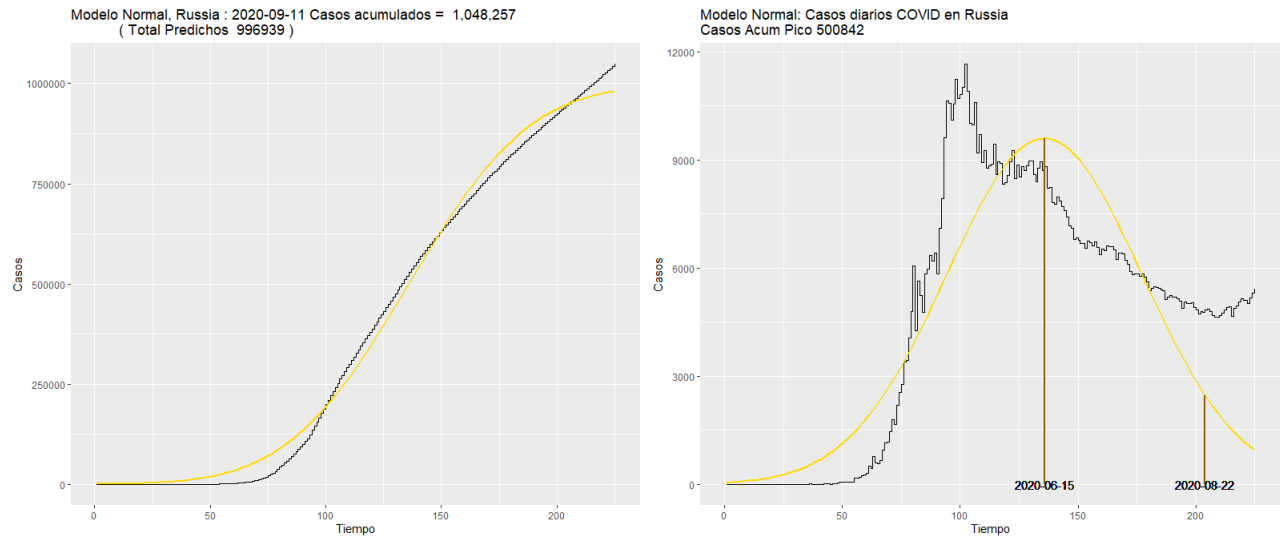 Modelo Normal, Russia : 2020-09-11 Casos acumulados =  1,048,257
( Total Predichos  996939 )
1000000
750000
500000
250000
0
Casos
0 50 100 150 200
Tiempo
Modelo Normal: Casos diarios COVID en Russia
Casos Acum Pico 500842
12000
9000
6000
3000
0
Casos
2020-06-15
2020-08-22
0 50 100 150 200
Tiempo